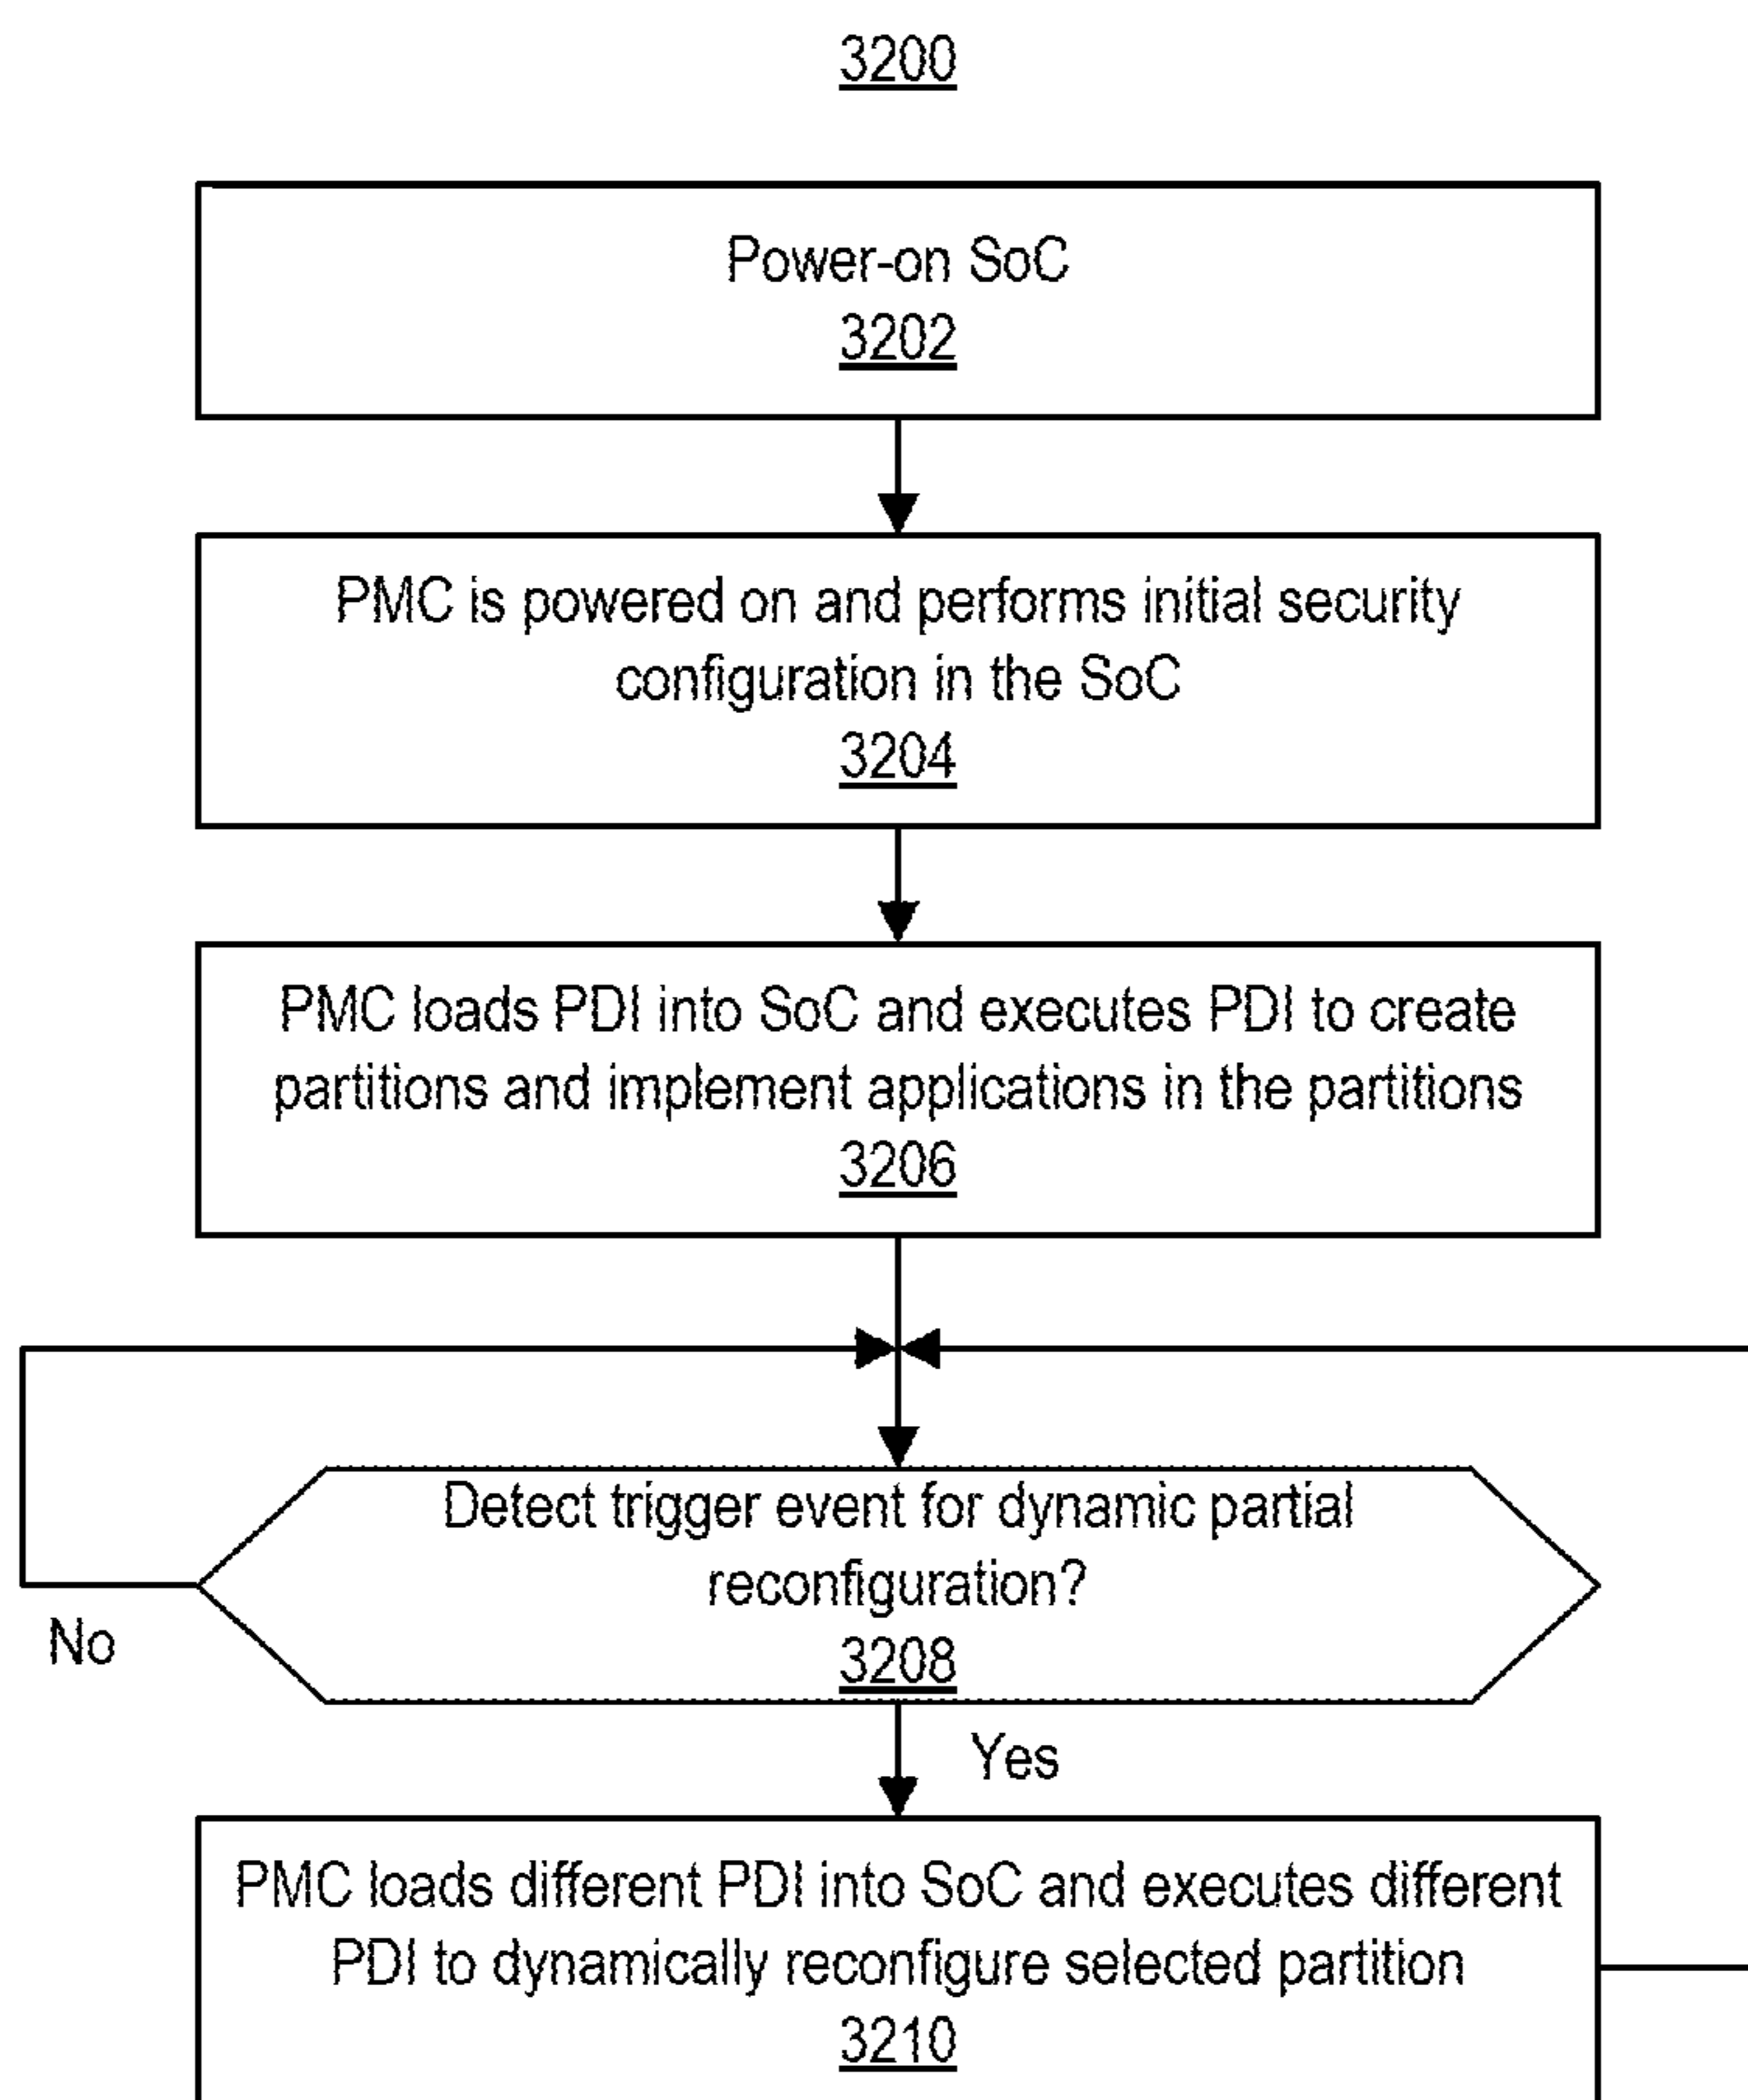 3200
Power-on SoC
3202
PMC is powered on and performs initial security
configuration in the SoC
3204
PMC loads PDI into SoC and executes PDI to create
partitions and implement applications in the partitions
3206
Detect trigger event for dynamic partial
reconfiguration?
3208
No
Yes
PMC loads different PDI into SoC and executes different
PDI to dynamically reconfigure selected partition
3210